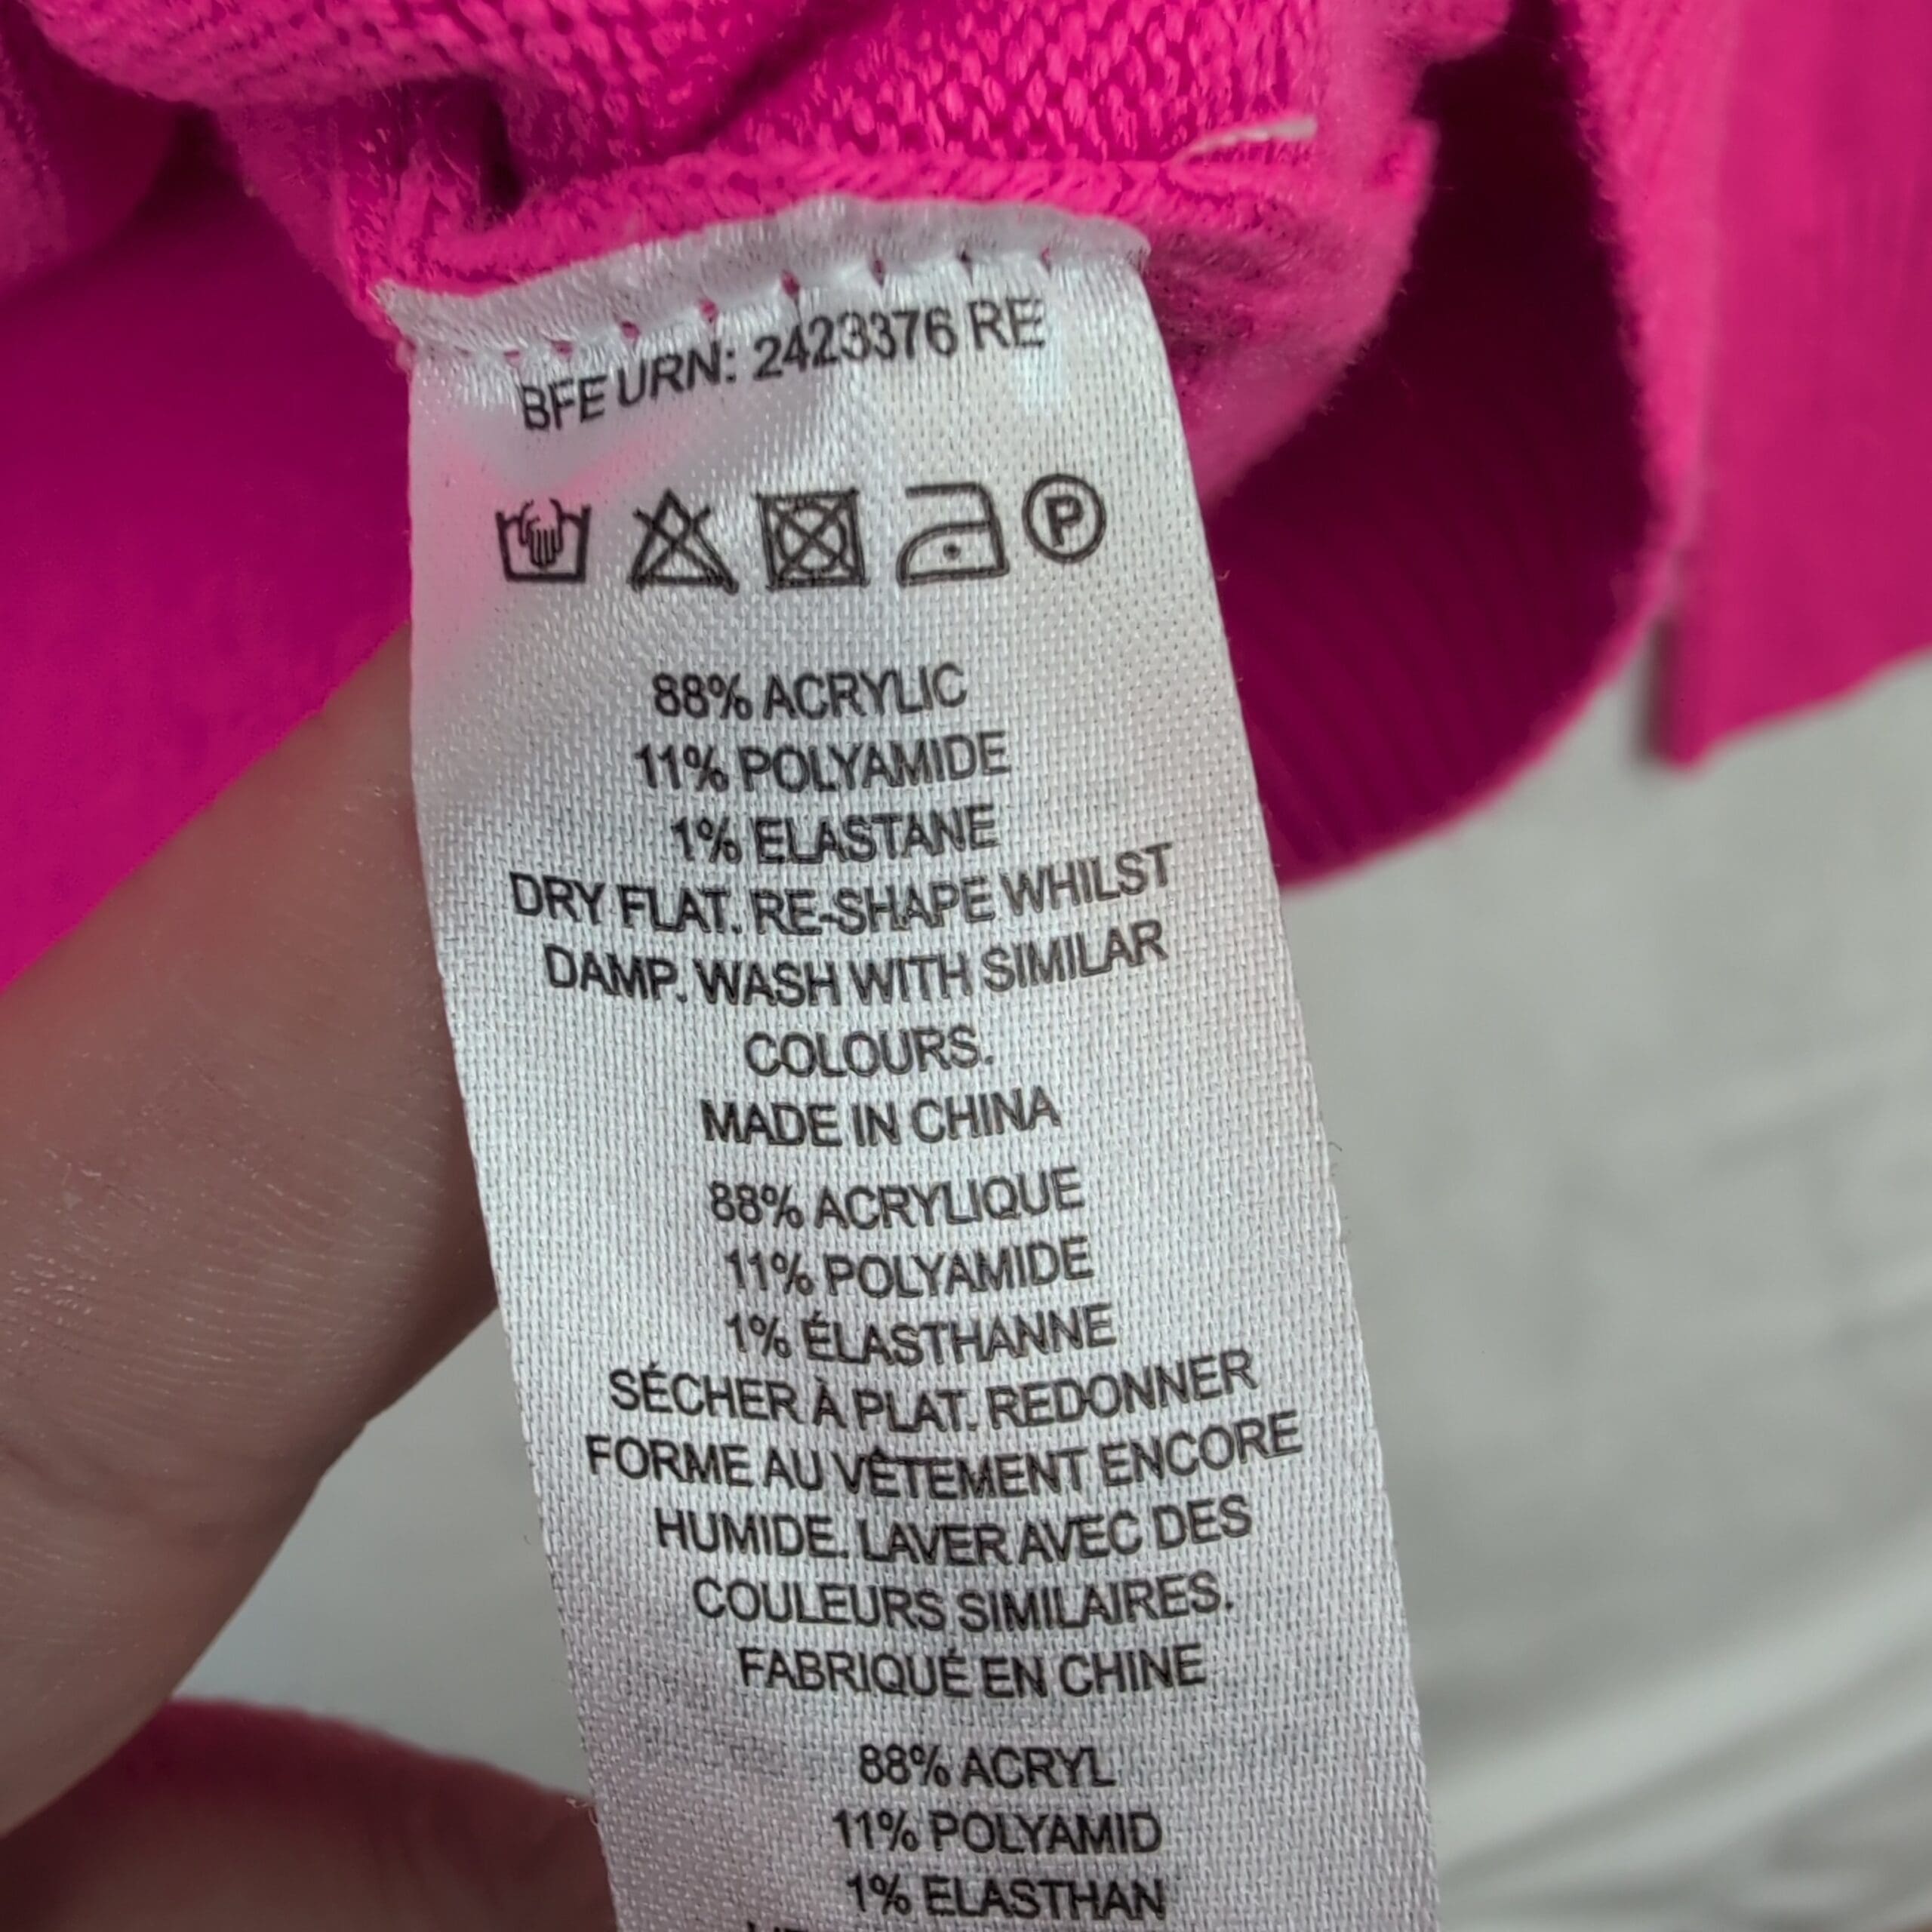 BFE URN: 2423376 RE
P
88% ACRYLIC
11% POLYAMIDE
1% ELASTANE
DRY FLAT. RE-SHAPE WHILST
DAMP. WASH WITH SIMILAR
COLOURS.
MADE IN CHINA
88% ACRYLIQUE
11% POLYAMIDE
1% ÉLASTHANNE
SÉCHER À PLAT. REDONNER
FORME AU VÊTEMENT ENCORE
HUMIDE. LAVER AVEC DES
COULEURS SIMILAIRES.
FABRIQUÉ EN CHINE
88% ACRYL
11% POLYAMID
1% ELASTHAN